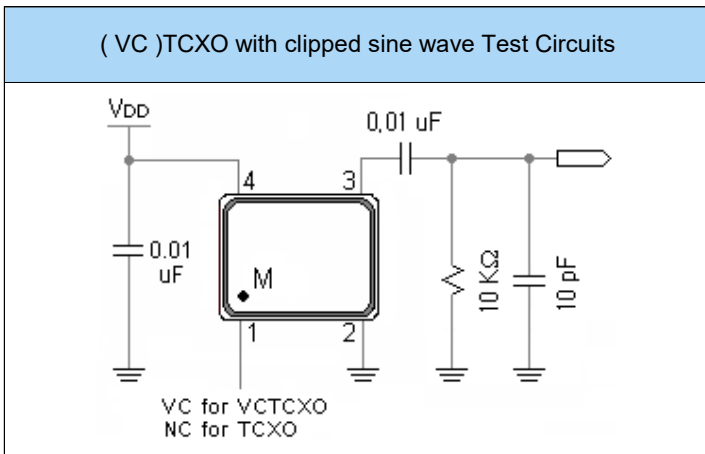 ( VC )TCXO with clipped sine wave Test Circuits
VDD
0,01 uF
4
3
0.01
uF
M
10 KΩ
10 pF
1
2
VC for VCTCXO
NC for TCXO